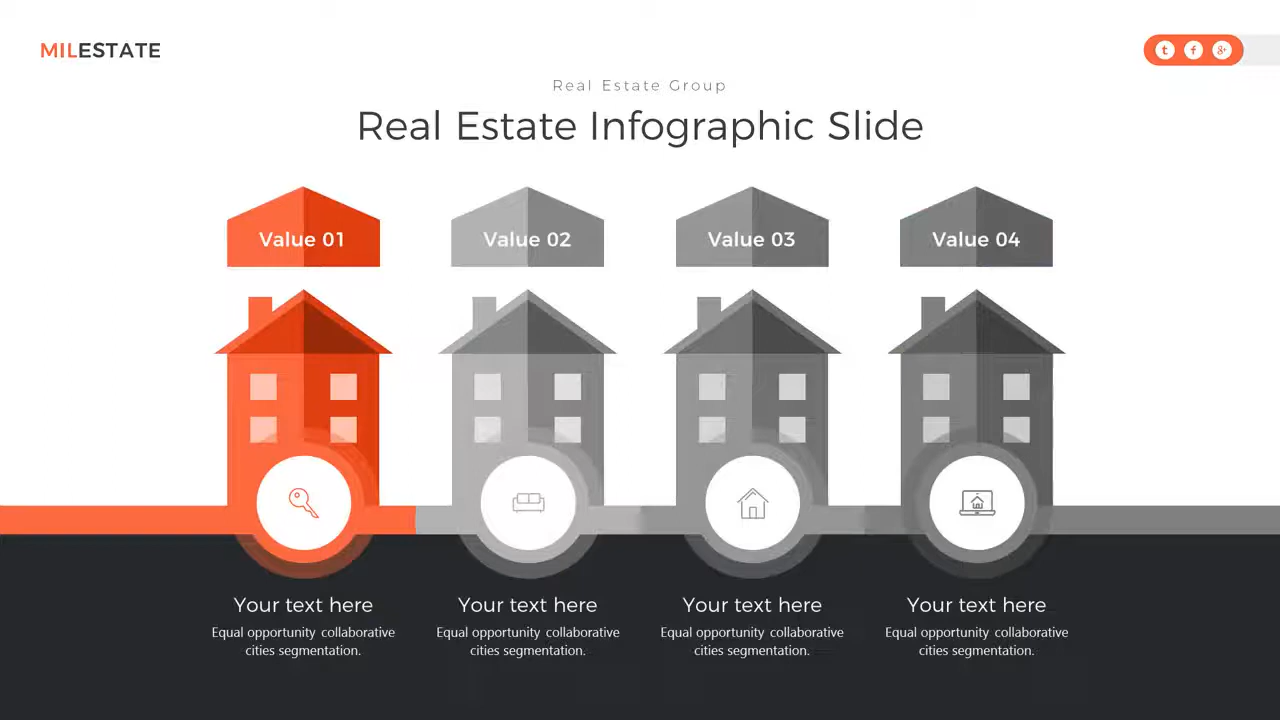 MILESTATE
Real Estate Group
Real Estate Infographic Slide
Value 01
Value 02
Value 03
Value 04
Your text here
Equal opportunity collaborative
cities segmentation.
Your text here
Equal opportunity collaborative
cities segmentation.
Your text here
Equal opportunity collaborative
cities segmentation.
Your text here
Equal opportunity collaborative
cities segmentation.